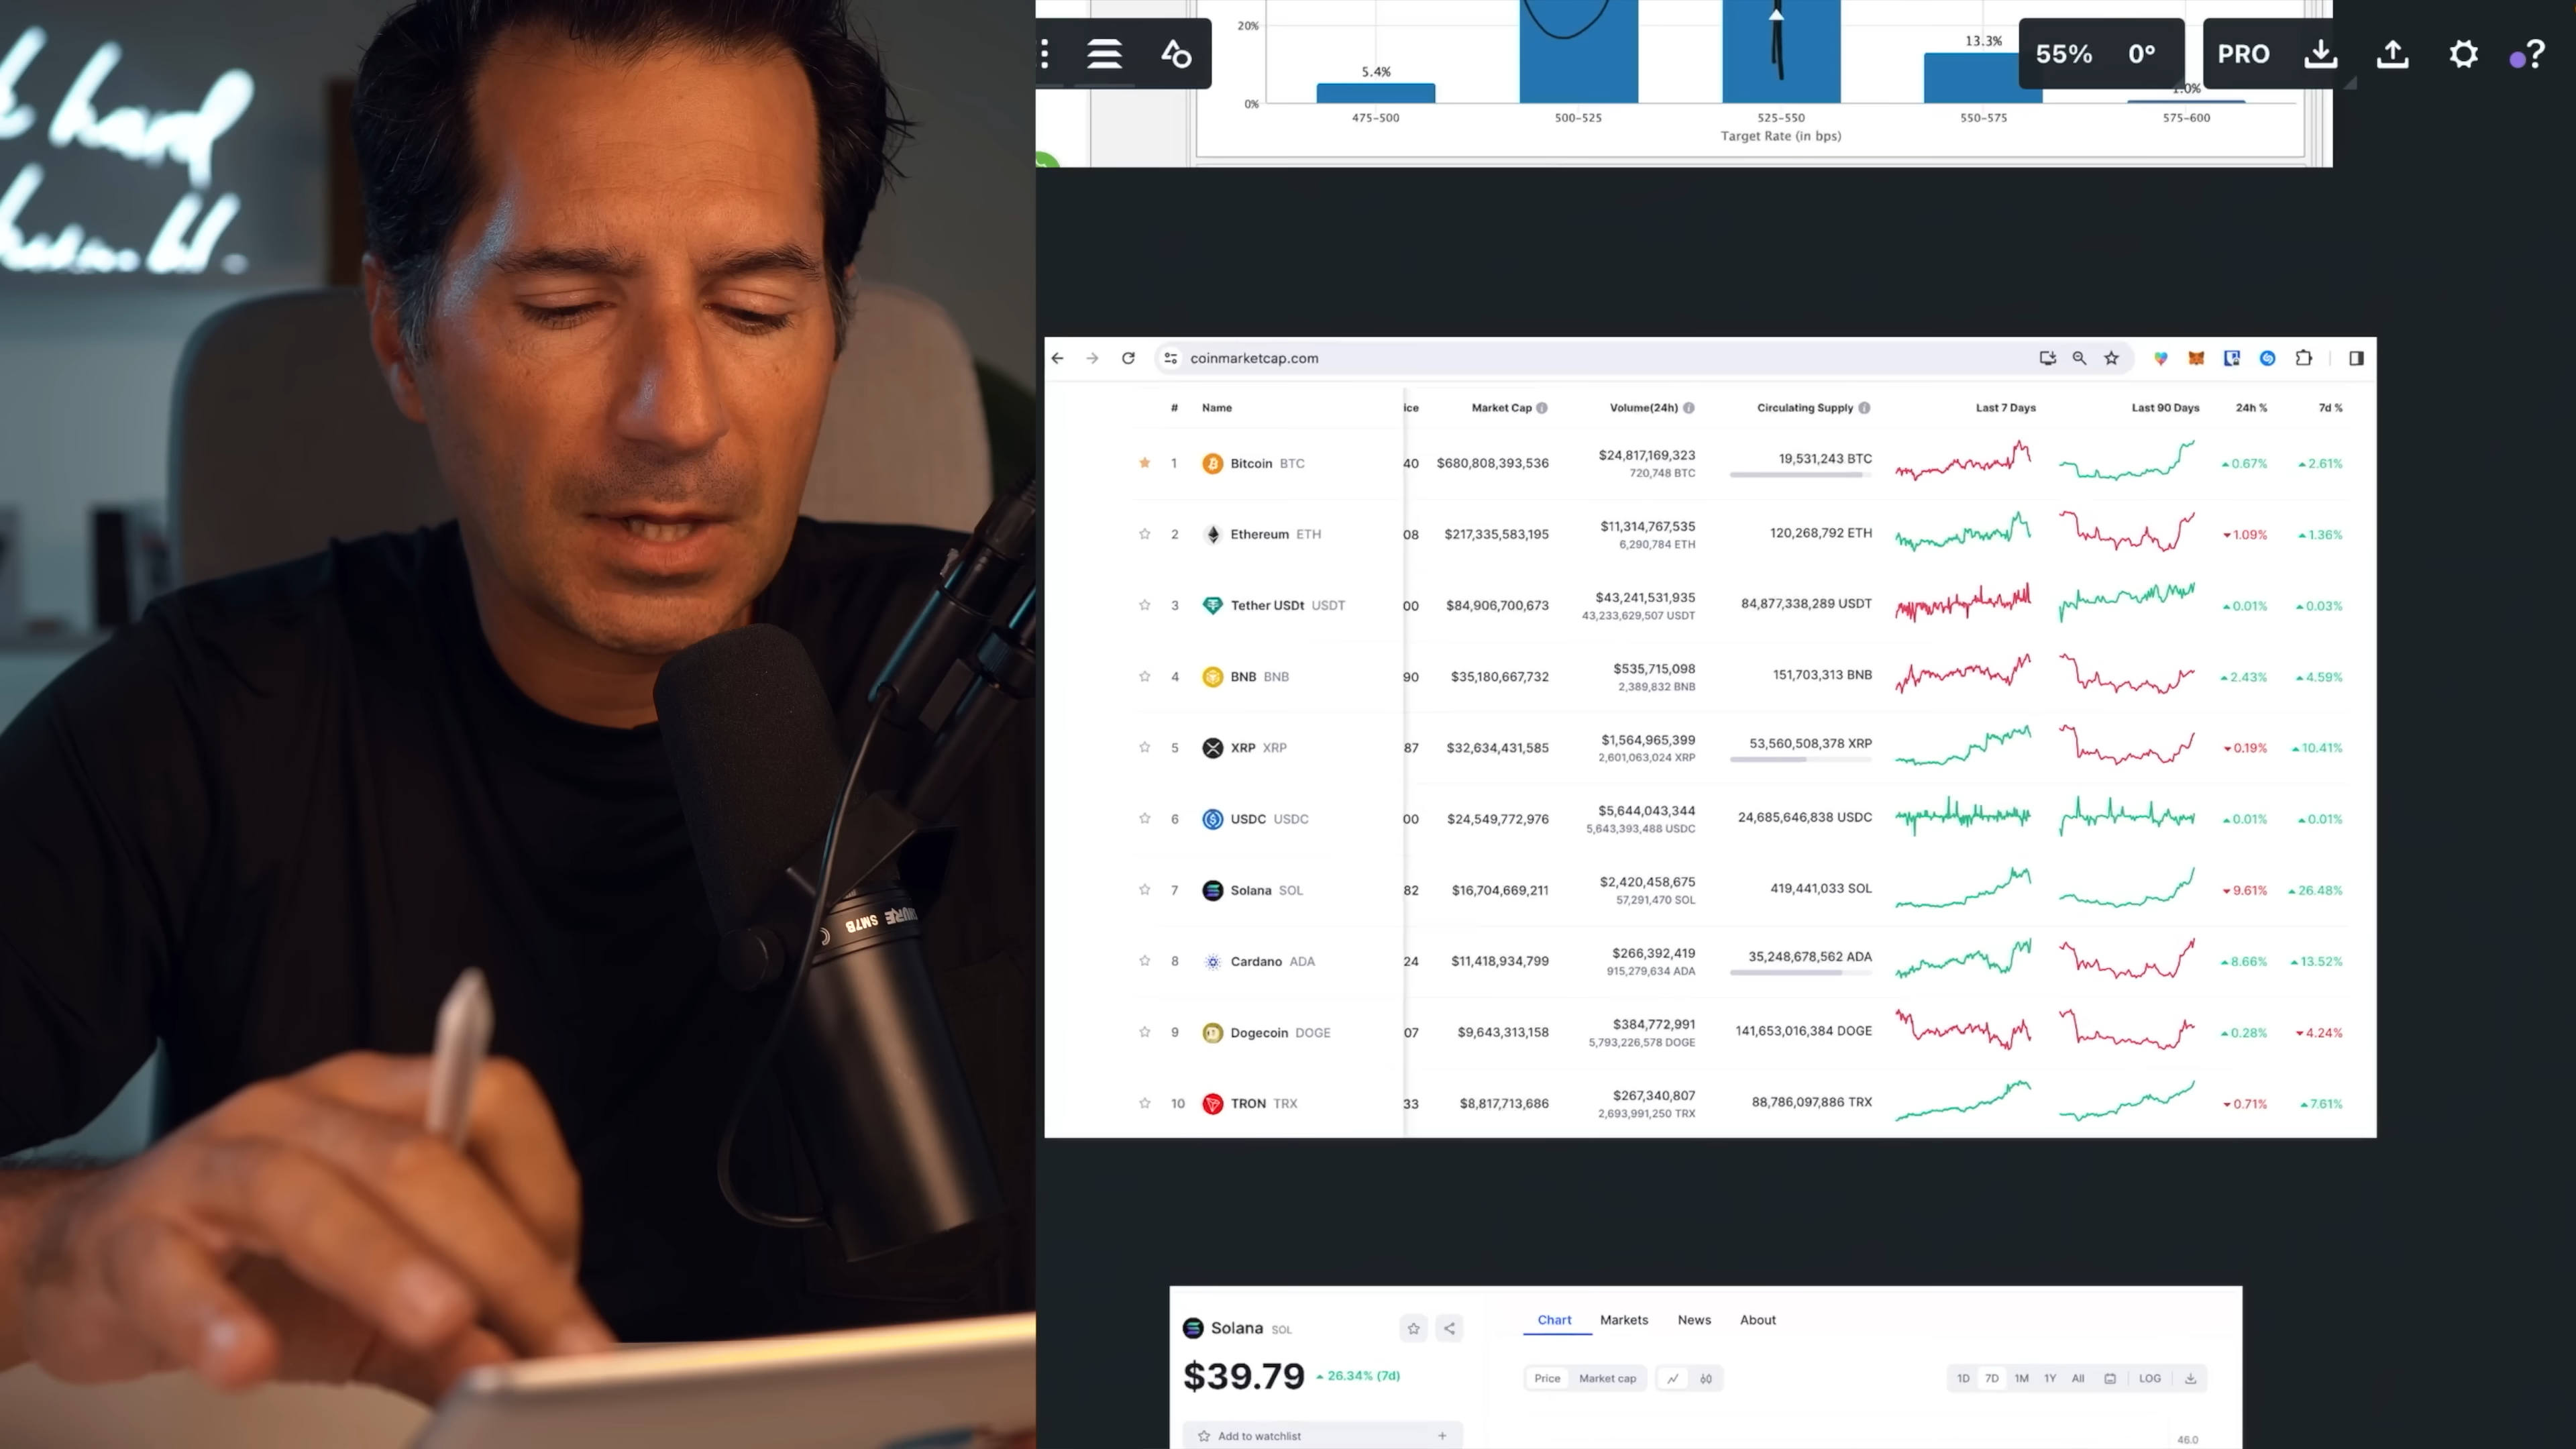 k hard
20%
5.4%
13.3%
1.0%
0%
475–500
500–525
525–550
550–575
575–600
Target Rate (in bps)
55% 0°
PRO
?
coinmarketcap.com
# Name ice Market Cap Volume(24h) Circulating Supply Last 7 Days Last 90 Days 24h % 7d %
1 Bitcoin BTC 40 $680,808,393,536 $24,817,169,323 19,531,243 BTC 0.67% 2.61%
720,748 BTC
2 Ethereum ETH 08 $217,335,583,195 $11,314,767,535 120,268,792 ETH 1.09% 1.36%
6,290,784 ETH
3 Tether USDt USDT 00 $84,906,700,673 $43,241,531,935 84,877,338,289 USDT 0.01% 0.03%
43,233,629,507 USDT
4 BNB BNB 90 $35,180,667,732 $535,715,098 151,703,313 BNB 2.43% 4.59%
2,389,832 BNB
5 XRP XRP 87 $32,634,431,585 $1,564,965,399 53,560,508,378 XRP 0.19% 10.41%
2,601,063,024 XRP
6 USDC USDC 00 $24,549,772,976 $5,644,043,344 24,685,646,838 USDC 0.01% 0.01%
5,643,393,488 USDC
7 Solana SOL 82 $16,704,669,211 $2,420,458,675 419,441,033 SOL 9.61% 26.48%
57,291,470 SOL
8 Cardano ADA 24 $11,418,934,799 $266,392,419 35,248,678,562 ADA 8.66% 13.52%
915,279,634 ADA
9 Dogecoin DOGE 07 $9,643,313,158 $384,772,991 141,653,016,384 DOGE 0.28% 4.24%
5,793,226,578 DOGE
10 TRON TRX 33 $8,817,713,686 $267,340,807 88,786,097,886 TRX 0.71% 7.61%
2,693,991,250 TRX
SHURE SM7B
Solana SOL
$39.79 26.34% (7d)
Add to watchlist +
Chart Markets News About
Price Market cap
1D 7D 1M 1Y All LOG
46.0